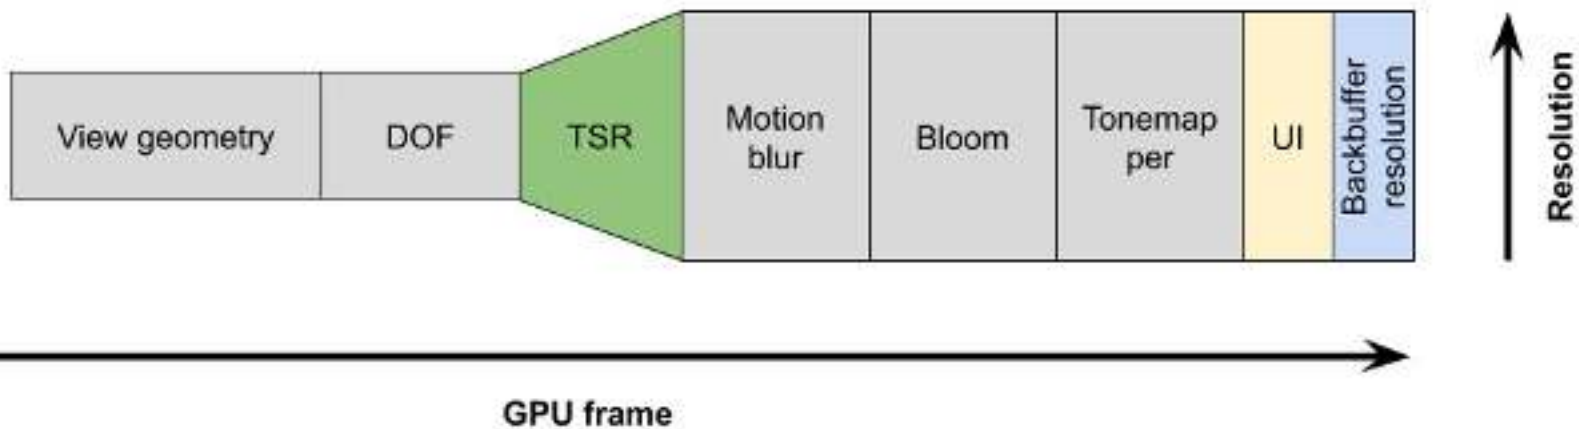 View geometry
DOF
TSR
Motion
blur
Bloom
Tonemap
per
UI
Backbuffer
resolution
Resolution
GPU frame